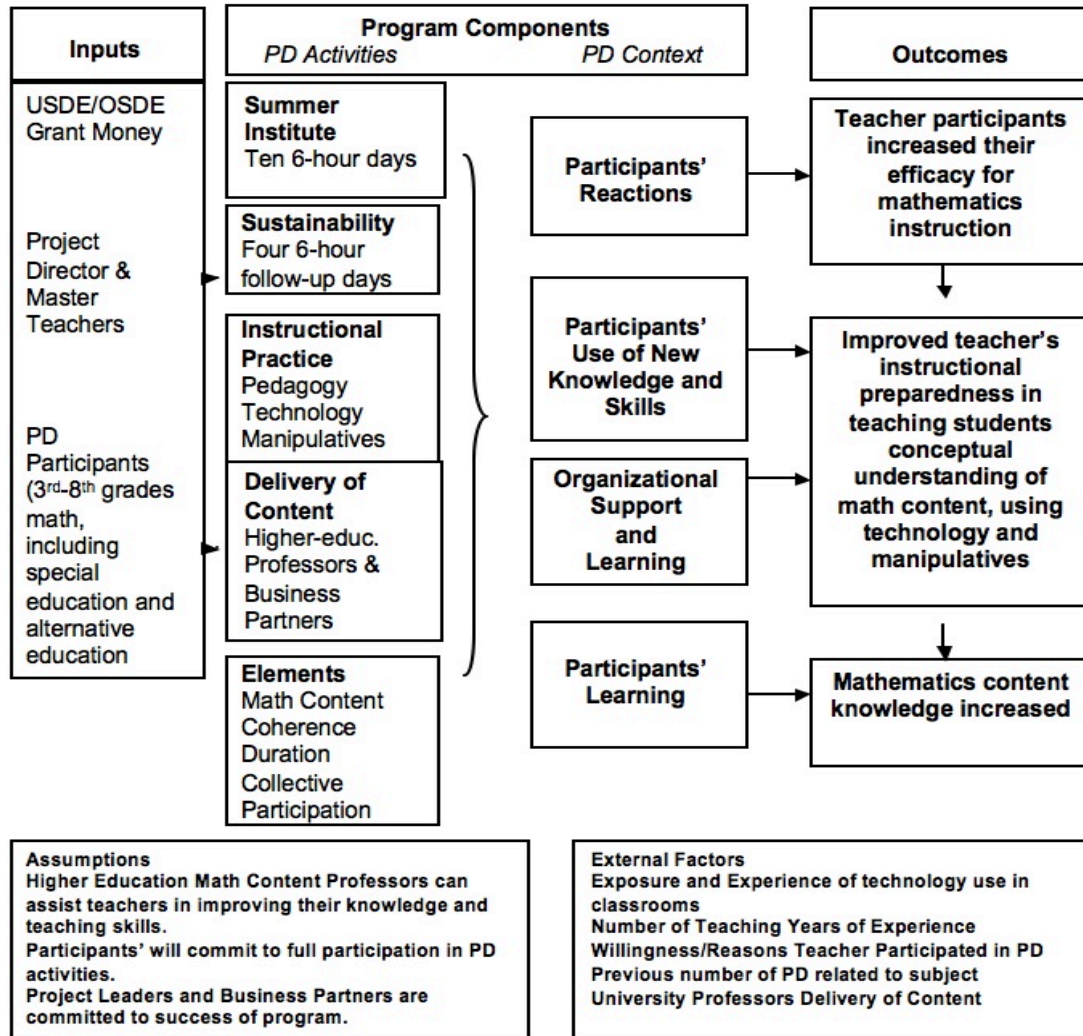 Inputs
Program Components
PD Activities
PD Context
Outcomes
USDE/OSDE
Grant Money
Project
Director &
Master
Teachers
PD
Participants
(3rd-8th grades
math,
including
special
education and
alternative
education
Summer
Institute
Ten 6-hour days
Sustainability
Four 6-hour
follow-up days
Instructional
Practice
Pedagogy
Technology
Manipulatives
Delivery of
Content
Higher-educ.
Professors &
Business
Partners
Elements
Math Content
Coherence
Duration
Collective
Participation
Participants'
Reactions
Participants'
Use of New
Knowledge and
Skills
Organizational
Support
and
Learning
Participants'
Learning
Teacher participants
increased their
efficacy for
mathematics
instruction
Improved teacher's
instructional
preparedness in
teaching students
conceptual
understanding of
math content, using
technology and
manipulatives
Mathematics content
knowledge increased
Assumptions
Higher Education Math Content Professors can
assist teachers in improving their knowledge and
teaching skills.
Participants' will commit to full participation in PD
activities.
Project Leaders and Business Partners are
committed to success of program.
External Factors
Exposure and Experience of technology use in
classrooms
Number of Teaching Years of Experience
Willingness/Reasons Teacher Participated in PD
Previous number of PD related to subject
University Professors Delivery of Content